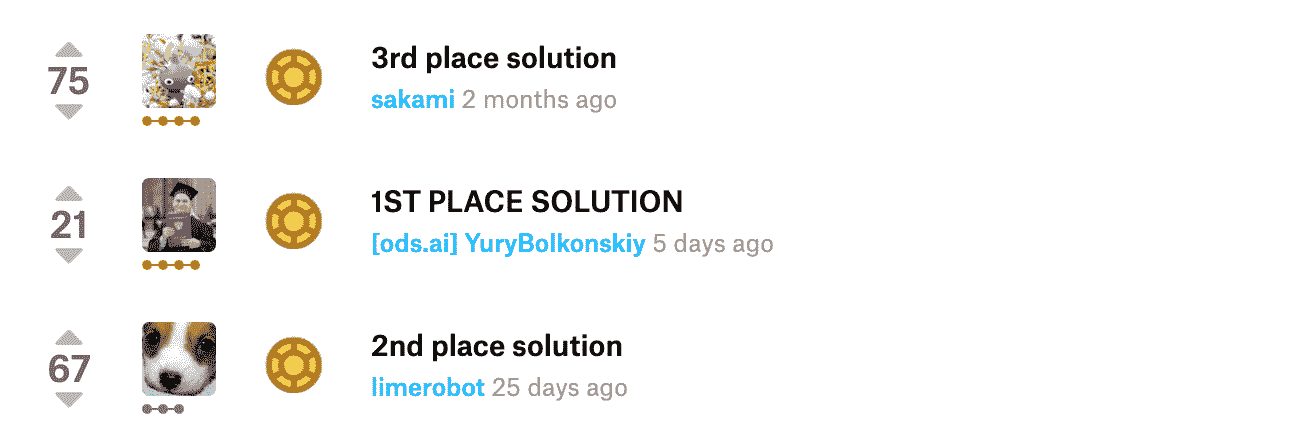 75
3rd place solution
sakami 2 months ago
21
1ST PLACE SOLUTION
[ods.ai] YuryBolkonskiy 5 days ago
67
2nd place solution
limerobot 25 days ago